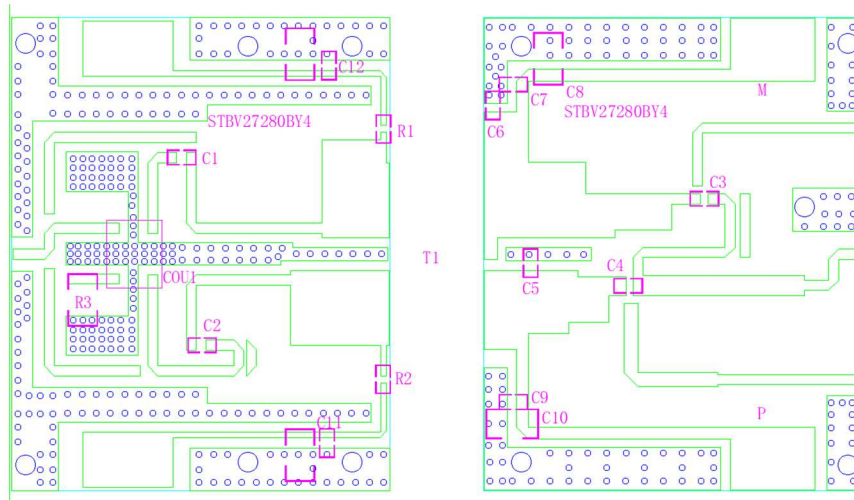 C12
STBV27280BY4
R1
C1
T1
COU1
R3
C2
R2
C11
C8
C7
STBV27280BY4
M
C6
C3
C4
C5
C9
C10
P